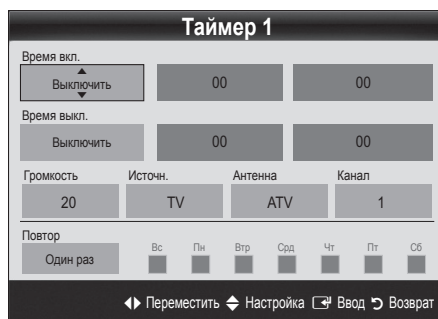 Таймер 1
Время вкл.
Выключить 00 00
Время выкл.
Выключить 00 00
Громкость Источн. Антенна Канал
20 TV ATV 1
Повтор
Вс Пн Втр Срд Чт Пт Сб
Один раз
Переместить Настройка Ввод Возврат